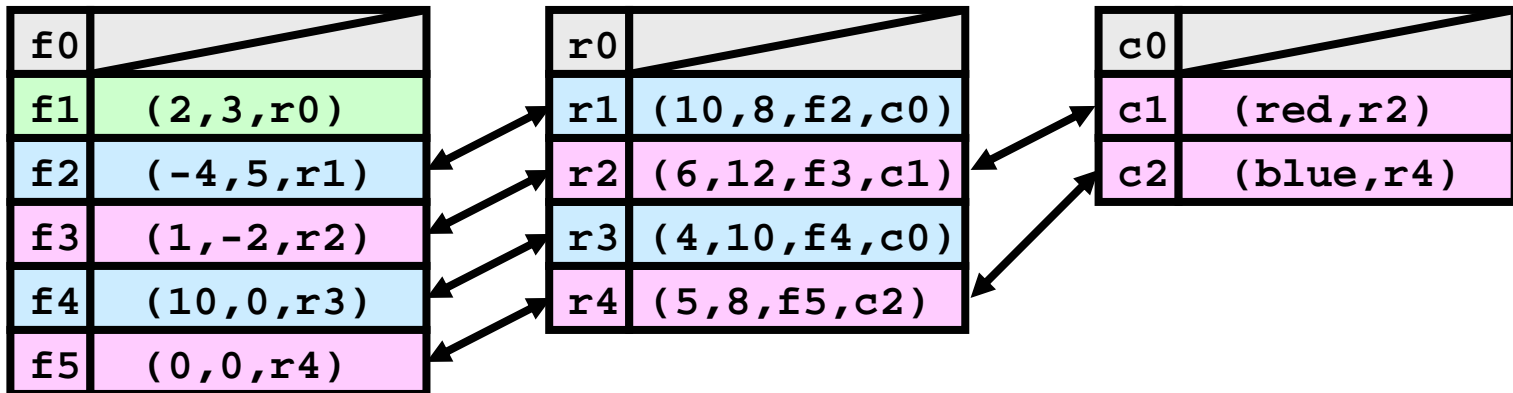 f0
f1 (2,3,r0)
f2 (-4,5,r1)
f3 (1,-2,r2)
f4 (10,0,r3)
f5 (0,0,r4)
r0
r1 (10,8,f2,c0)
r2 (6,12,f3,c1)
r3 (4,10,f4,c0)
r4 (5,8,f5,c2)
c0
c1 (red,r2)
c2 (blue,r4)